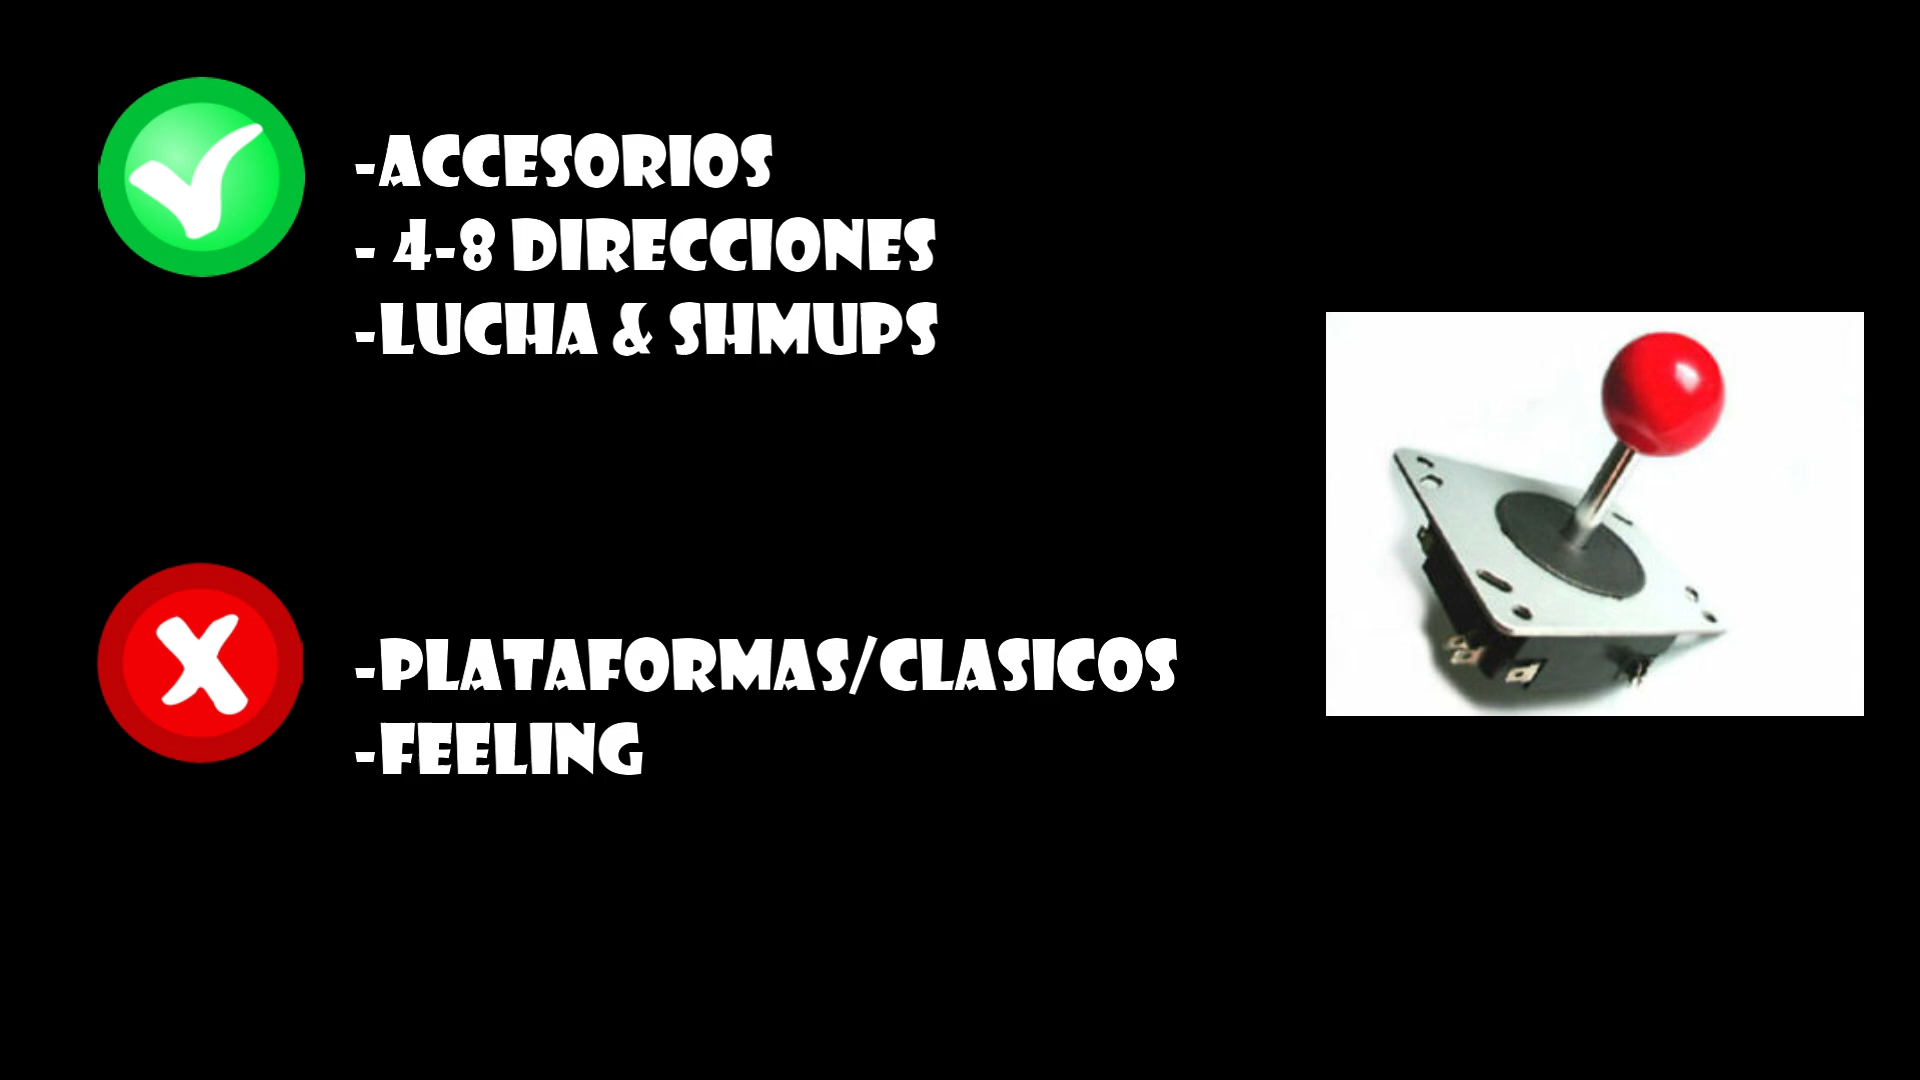 -ACCESORIOS
- 4-8 DIRECCIONES
-LUCHA & SHMUPS
-PLATAFORMAS/CLASICOS
-FEELING